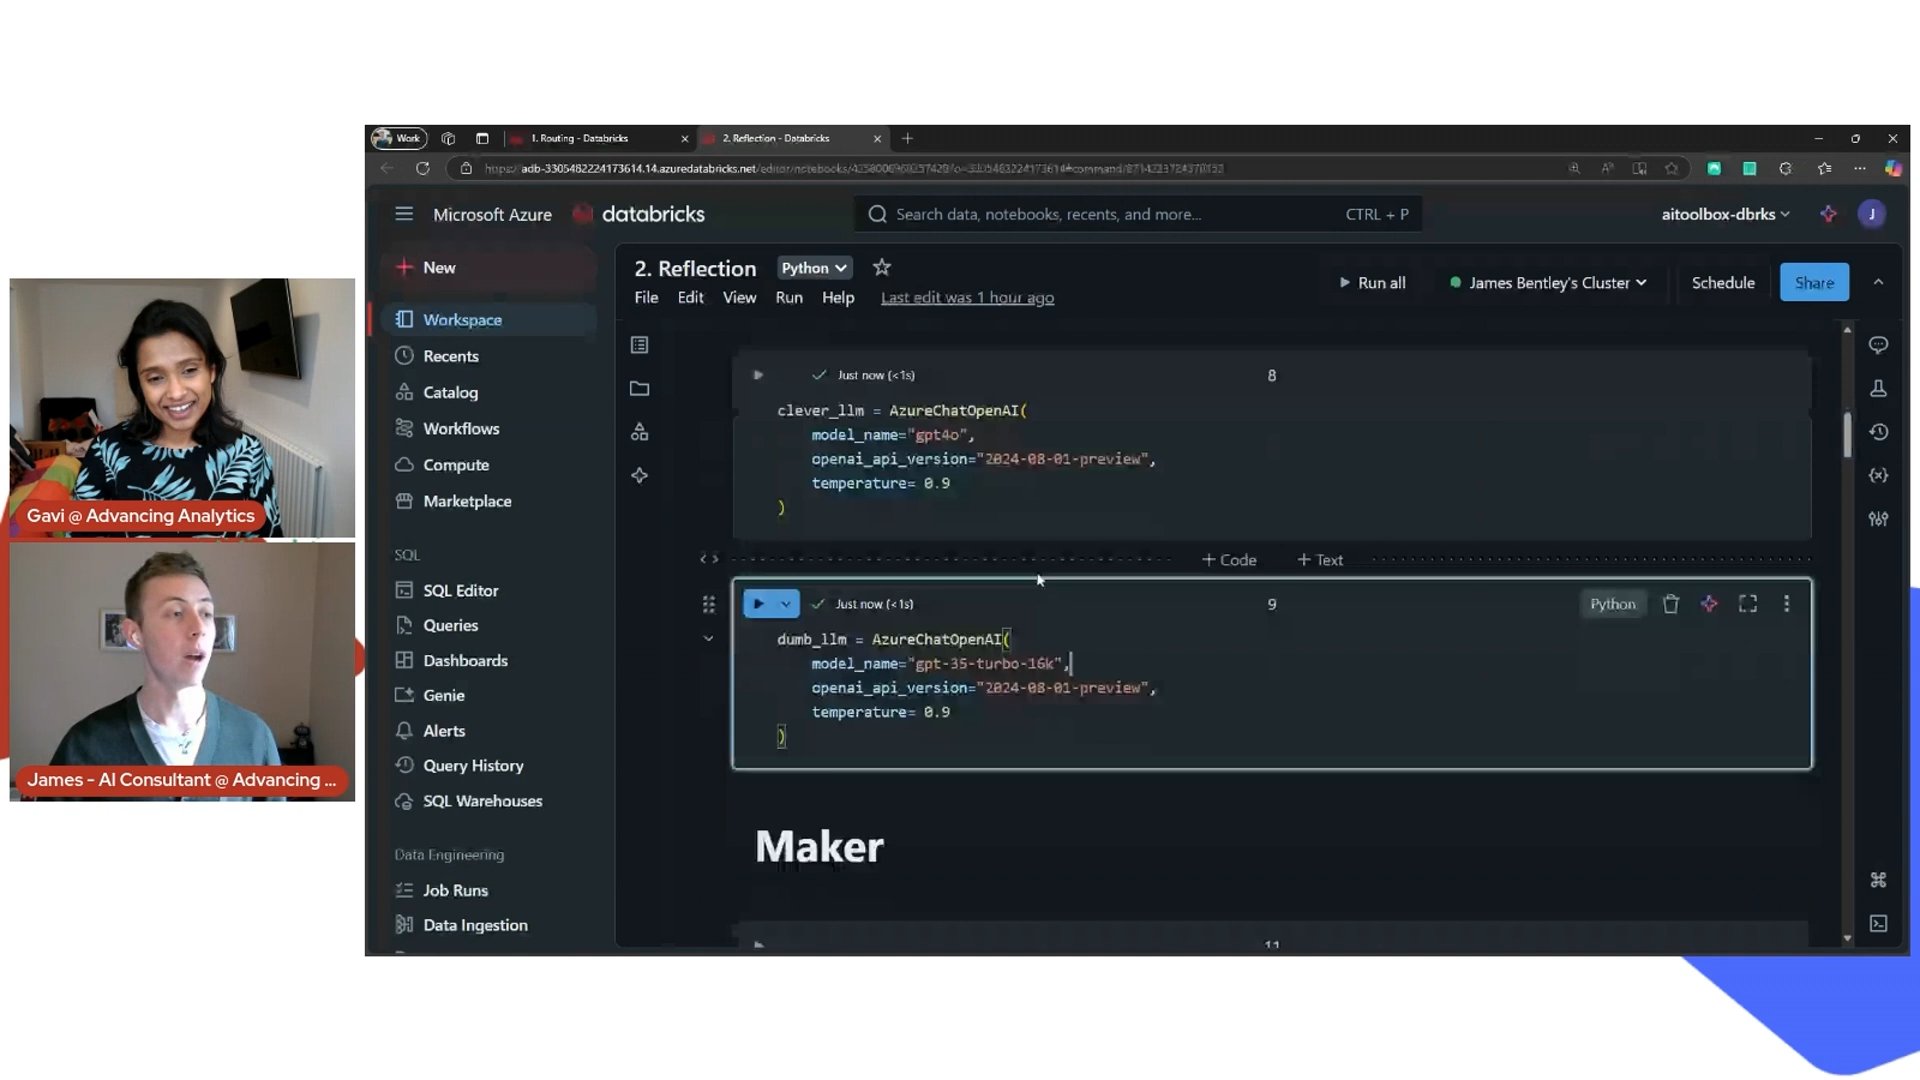 Work
1. Routing - Databricks
2. Reflection - Databricks
Microsoft Azure
databricks
Search data, notebooks, recents, and more...
CTRL + P
aitoolbox-dbrks
J
New
Workspace
Recents
Catalog
Workflows
Compute
Marketplace
SQL
SQL Editor
Queries
Dashboards
Genie
Alerts
Query History
SQL Warehouses
Data Engineering
Job Runs
Data Ingestion
2. Reflection
Python
File Edit View Run Help Last edit was 1 hour ago
Run all
James Bentley's Cluster
Schedule
Share
Just now (<1s)
8
clever_llm = AzureChatOpenAI(
model_name="gpt4o",
openai_api_version="2024-08-01-preview",
temperature= 0.9
)
+ Code + Text
Just now (<1s)
9
Python
dumb_llm = AzureChatOpenAI(
model_name="gpt-35-turbo-16k",
openai_api_version="2024-08-01-preview",
temperature= 0.9
)
Maker
11
Gavi @ Advancing Analytics
James - AI Consultant @ Advancing ...